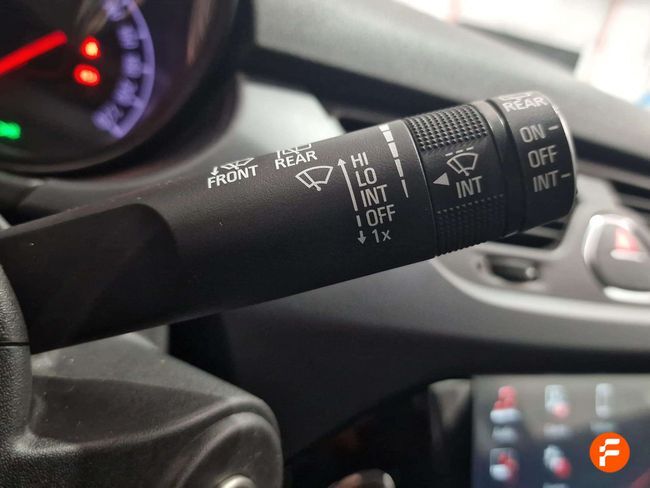 FRONT
REAR
HI
LO
INT
OFF
1x
INT
REAR
ON
OFF
INT